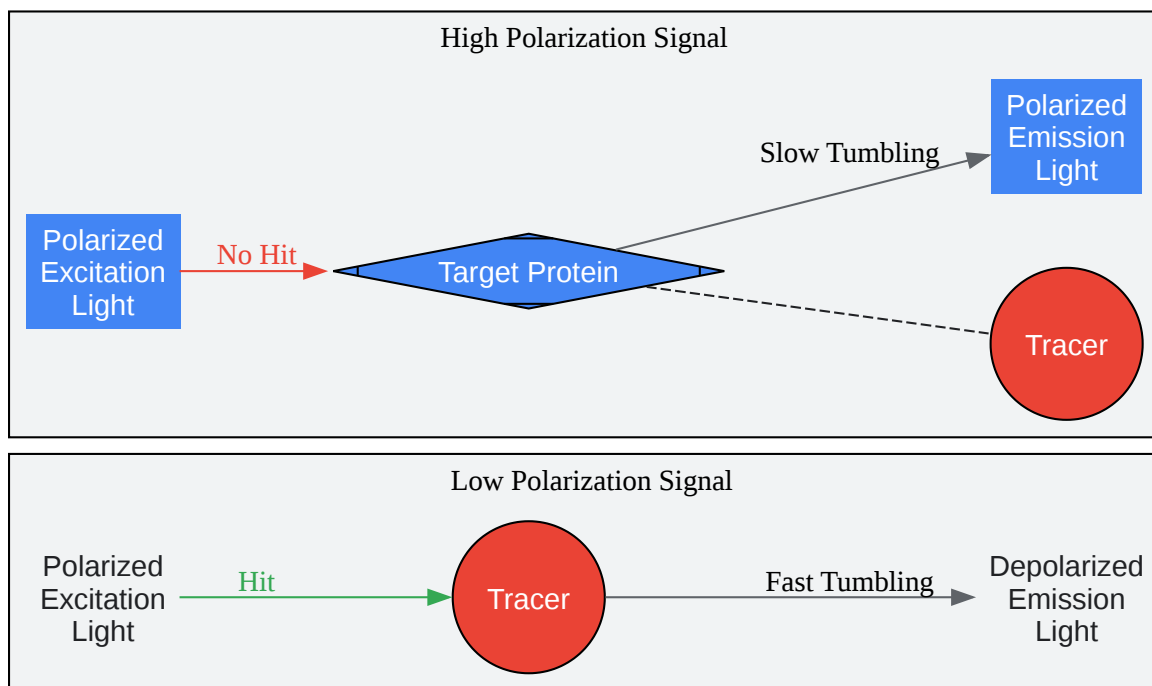 High Polarization Signal
Polarized
Emission
Light
Slow Tumbling
Polarized
Excitation
Light
No Hit
Target Protein
Tracer
Low Polarization Signal
Polarized
Excitation
Light
Hit
Tracer
Fast Tumbling
Depolarized
Emission
Light